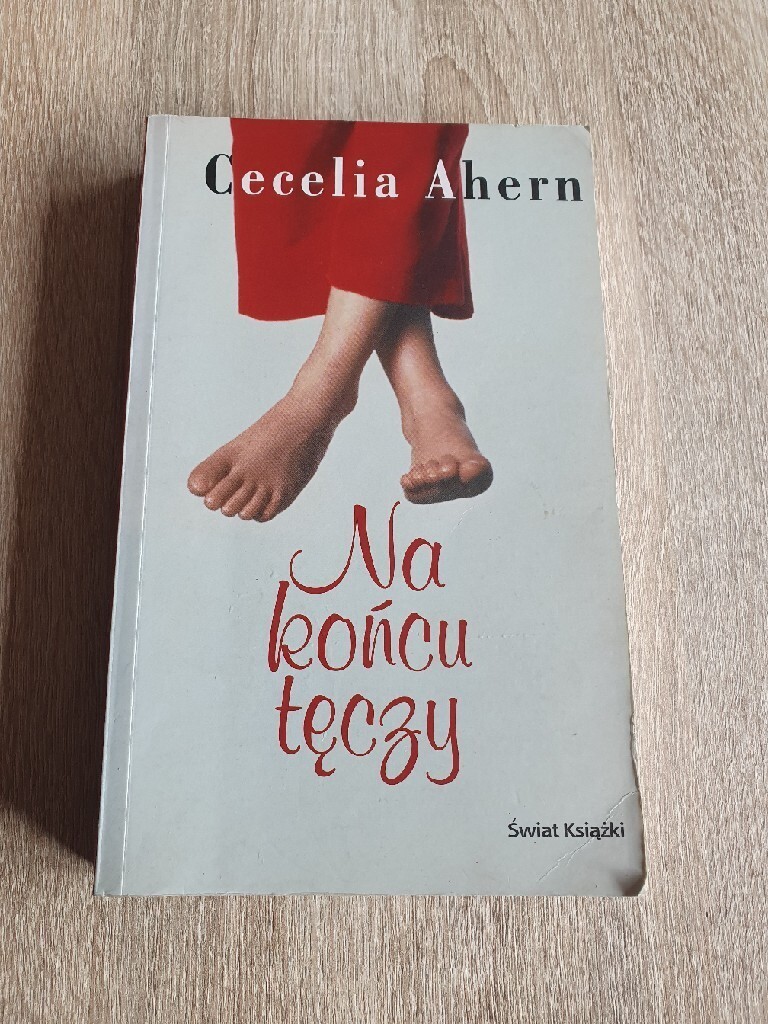 Cecelia Ahern
Na
końcu
tęczy
Świat Książki